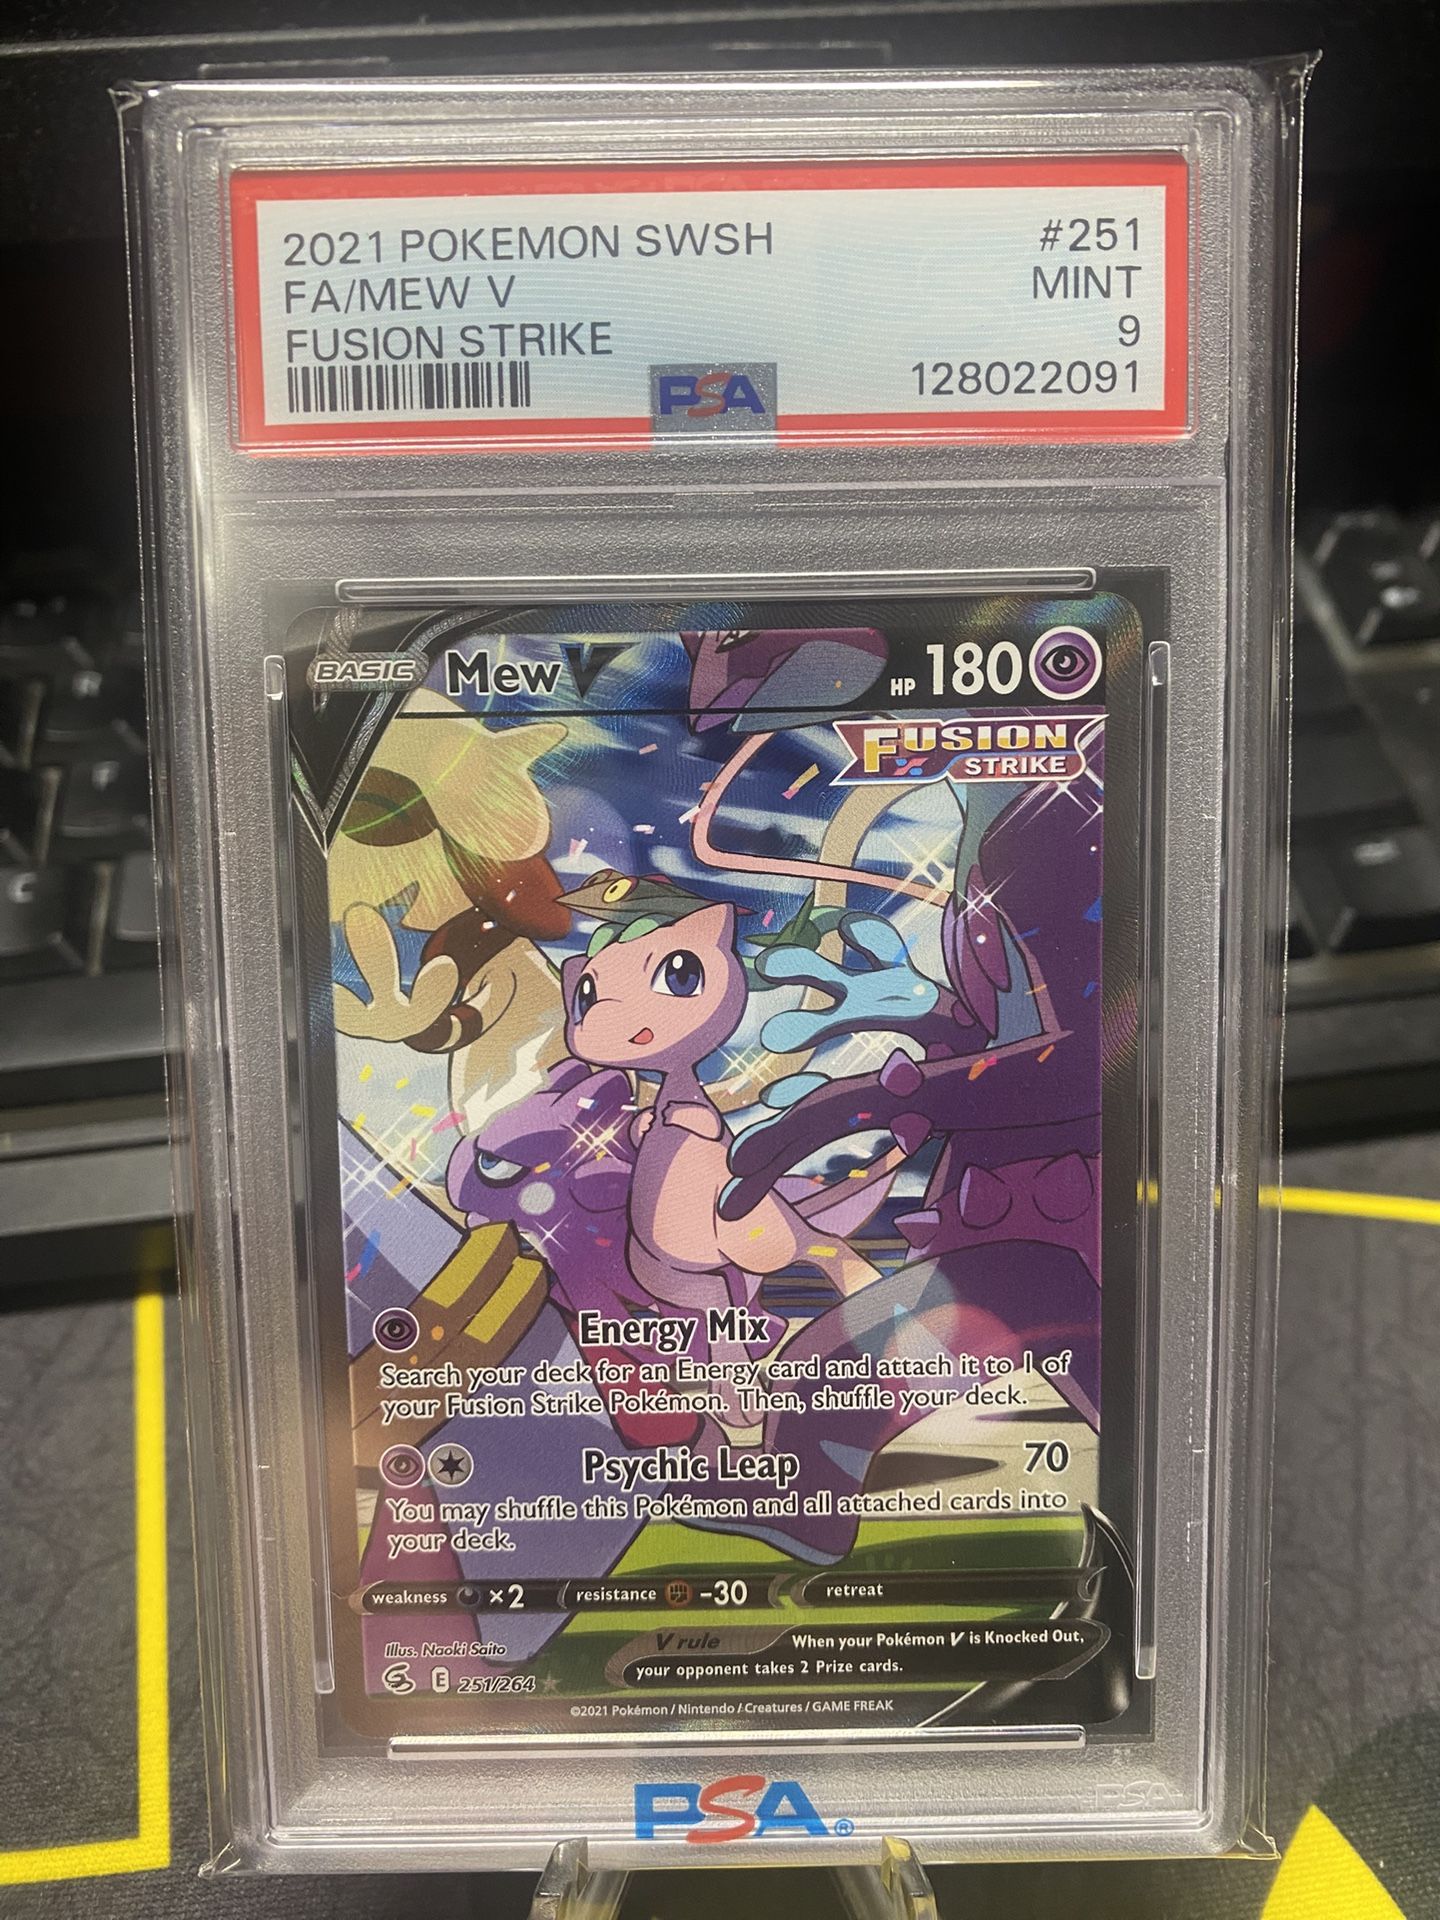 2021 POKEMON SWSH #251
FA/MEW V MINT
FUSION STRIKE 9
PSA 128022091
BASIC Mew V HP 180
FUSION
STRIKE
Energy Mix
Search your deck for an Energy card and attach it to 1 of
your Fusion Strike Pokémon. Then, shuffle your deck.
Psychic Leap 70
You may shuffle this Pokémon and all attached cards into
your deck.
weakness ×2 resistance -30 retreat
Illus. Naoki Saito
V rule When your Pokémon V is Knocked Out,
your opponent takes 2 Prize cards.
E 251/264
©2021 Pokémon / Nintendo / Creatures / GAME FREAK
PSA
PSA®